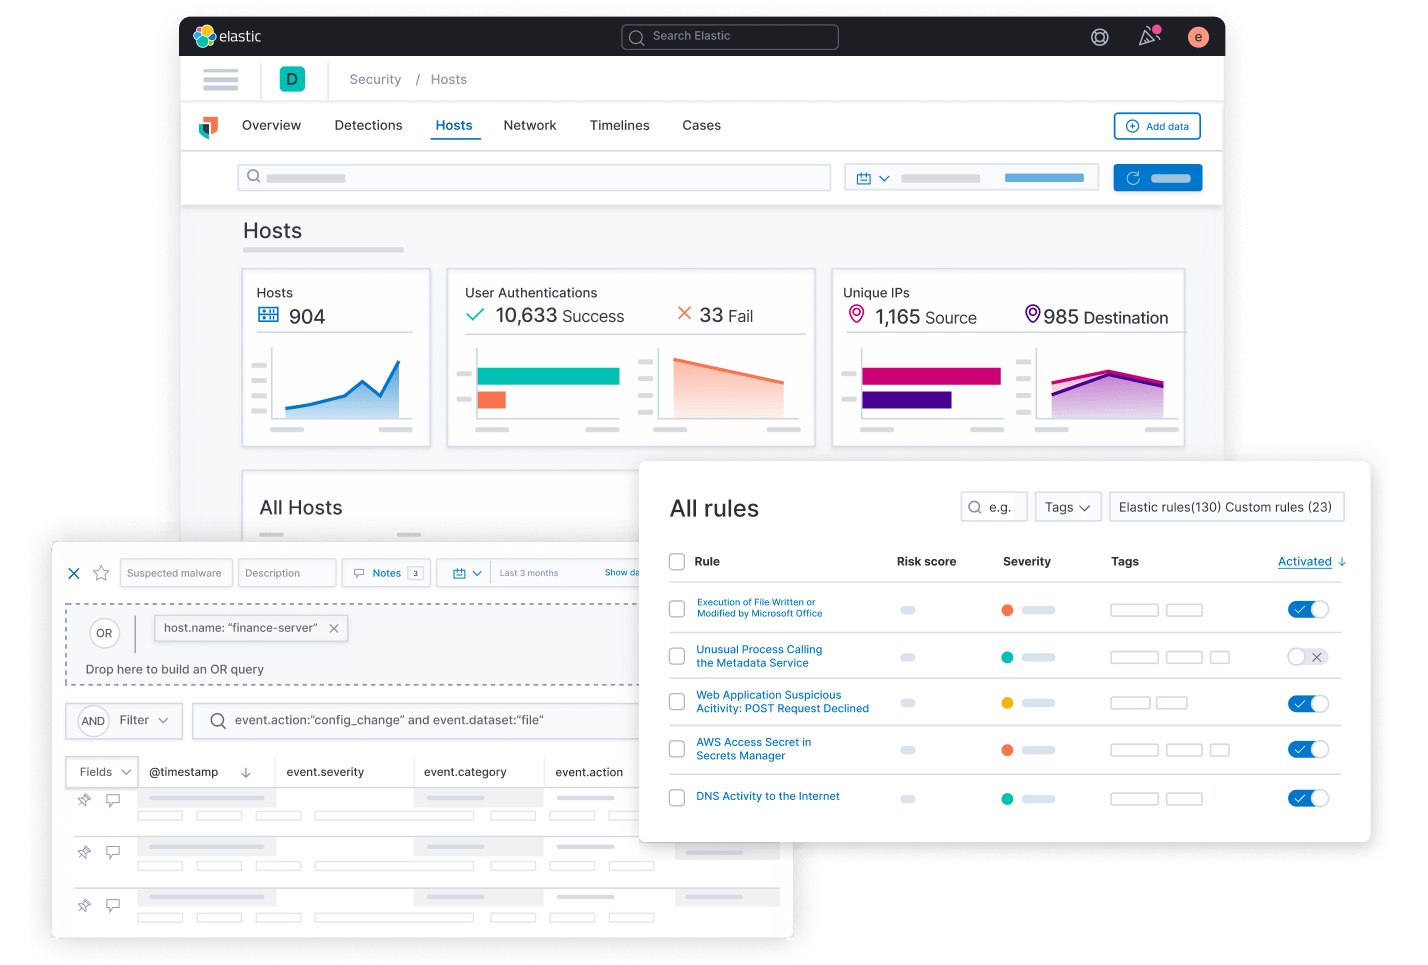 elastic
Search Elastic
e
D
Security / Hosts
Overview Detections Hosts Network Timelines Cases
Add data
Hosts
Hosts
904
User Authentications
10,633 Success
33 Fail
Unique IPs
1,165 Source
985 Destination
All Hosts
All rules
e.g.
Tags
Elastic rules(130) Custom rules (23)
Rule Risk score Severity Tags Activated
Execution of File Written or
Modified by Microsoft Office
Unusual Process Calling
the Metadata Service
Web Application Suspicious
Acitivity: POST Request Declined
AWS Access Secret in
Secrets Manager
DNS Activity to the Internet
Suspected malware
Description
Notes 3
Last 3 months
Show da
OR
host.name: “finance-server”
Drop here to build an OR query
AND Filter
event.action:”config_change” and event.dataset:”file”
Fields @timestamp event.severity event.category event.action